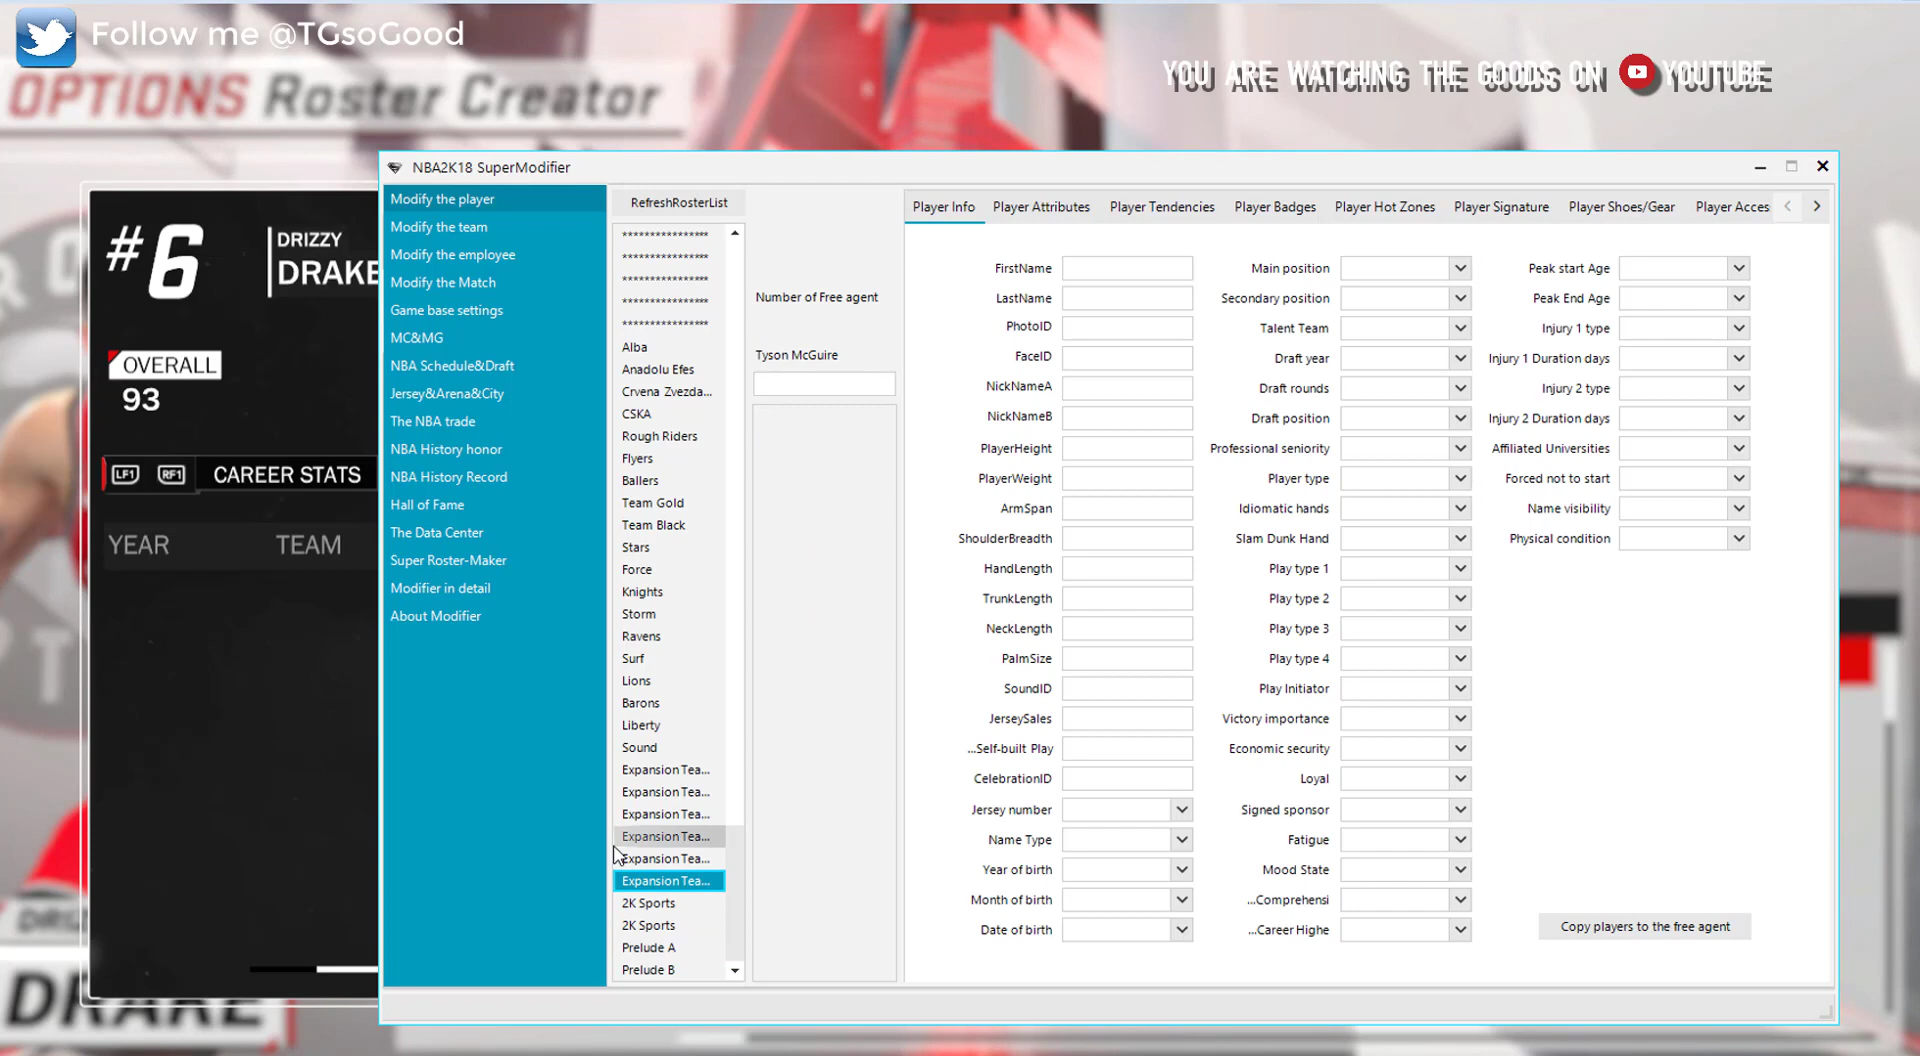 Follow me @TGsoGood
YOU ARE WATCHING THE GOODS ON YOUTUBE
OPTIONS Roster Creator
#6
DRIZZY
DRAKE
OVERALL
93
LF1 RF1 CAREER STATS
YEAR TEAM
DRAKE
NBA2K18 SuperModifier
Modify the player
Modify the team
Modify the employee
Modify the Match
Game base settings
MC&MG
NBA Schedule&Draft
Jersey&Arena&City
The NBA trade
NBA History honor
NBA History Record
Hall of Fame
The Data Center
Super Roster-Maker
Modifier in detail
About Modifier
RefreshRosterList
****************
****************
****************
****************
****************
Alba
Anadolu Efes
Crvena Zvezda...
CSKA
Rough Riders
Flyers
Ballers
Team Gold
Team Black
Stars
Force
Knights
Storm
Ravens
Surf
Lions
Barons
Liberty
Sound
Expansion Tea...
Expansion Tea...
Expansion Tea...
Expansion Tea...
Expansion Tea...
Expansion Tea...
2K Sports
2K Sports
Prelude A
Prelude B
Number of Free agent
Tyson McGuire
Player Info Player Attributes Player Tendencies Player Badges Player Hot Zones Player Signature Player Shoes/Gear Player Acces
FirstName
LastName
PhotoID
FaceID
NickNameA
NickNameB
PlayerHeight
PlayerWeight
ArmSpan
ShoulderBreadth
HandLength
TrunkLength
NeckLength
PalmSize
SoundID
JerseySales
...Self-built Play
CelebrationID
Jersey number
Name Type
Year of birth
Month of birth
Date of birth
Main position
Secondary position
Talent Team
Draft year
Draft rounds
Draft position
Professional seniority
Player type
Idiomatic hands
Slam Dunk Hand
Play type 1
Play type 2
Play type 3
Play type 4
Play Initiator
Victory importance
Economic security
Loyal
Signed sponsor
Fatigue
Mood State
...Comprehensi
...Career Highe
Peak start Age
Peak End Age
Injury 1 type
Injury 1 Duration days
Injury 2 type
Injury 2 Duration days
Affiliated Universities
Forced not to start
Name visibility
Physical condition
Copy players to the free agent